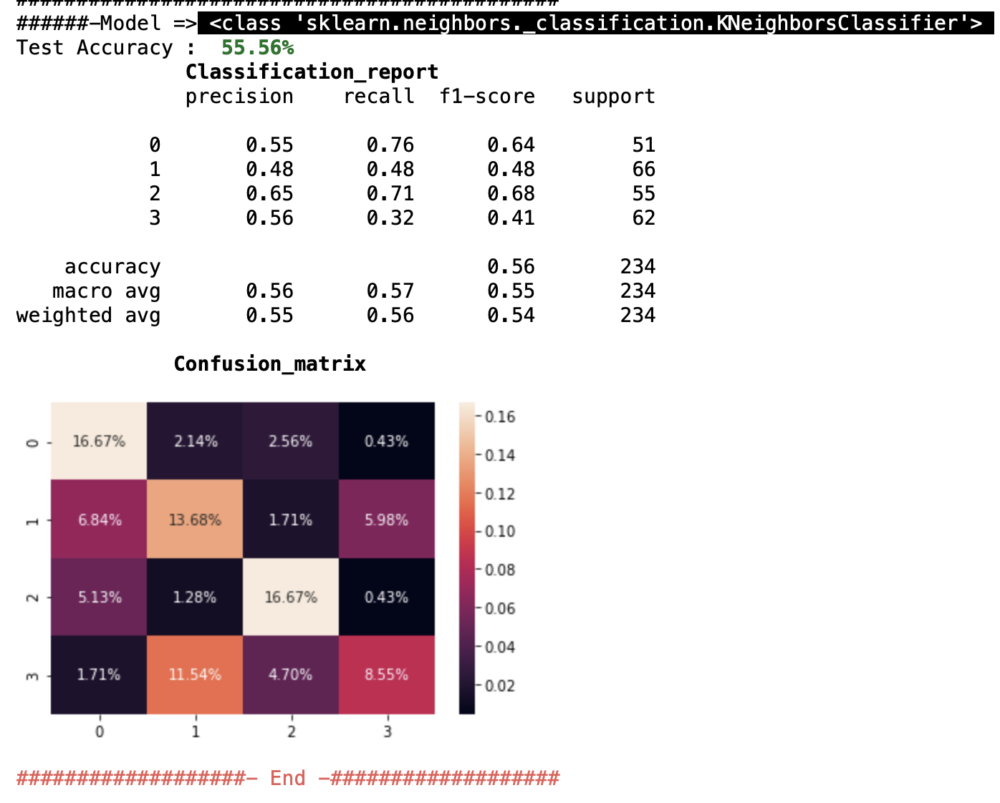 #############################################
######-Model => <class 'sklearn.neighbors._classification.KNeighborsClassifier'>
Test Accuracy :  55.56%
Classification_report
precision    recall  f1-score   support
0       0.55      0.76      0.64        51
1       0.48      0.48      0.48        66
2       0.65      0.71      0.68        55
3       0.56      0.32      0.41        62
accuracy                           0.56       234
macro avg       0.56      0.57      0.55       234
weighted avg       0.55      0.56      0.54       234
Confusion_matrix
0 16.67% 2.14% 2.56% 0.43%
1 6.84% 13.68% 1.71% 5.98%
2 5.13% 1.28% 16.67% 0.43%
3 1.71% 11.54% 4.70% 8.55%
0 1 2 3
0.16
0.14
0.12
0.10
0.08
0.06
0.04
0.02
###################- End -###################